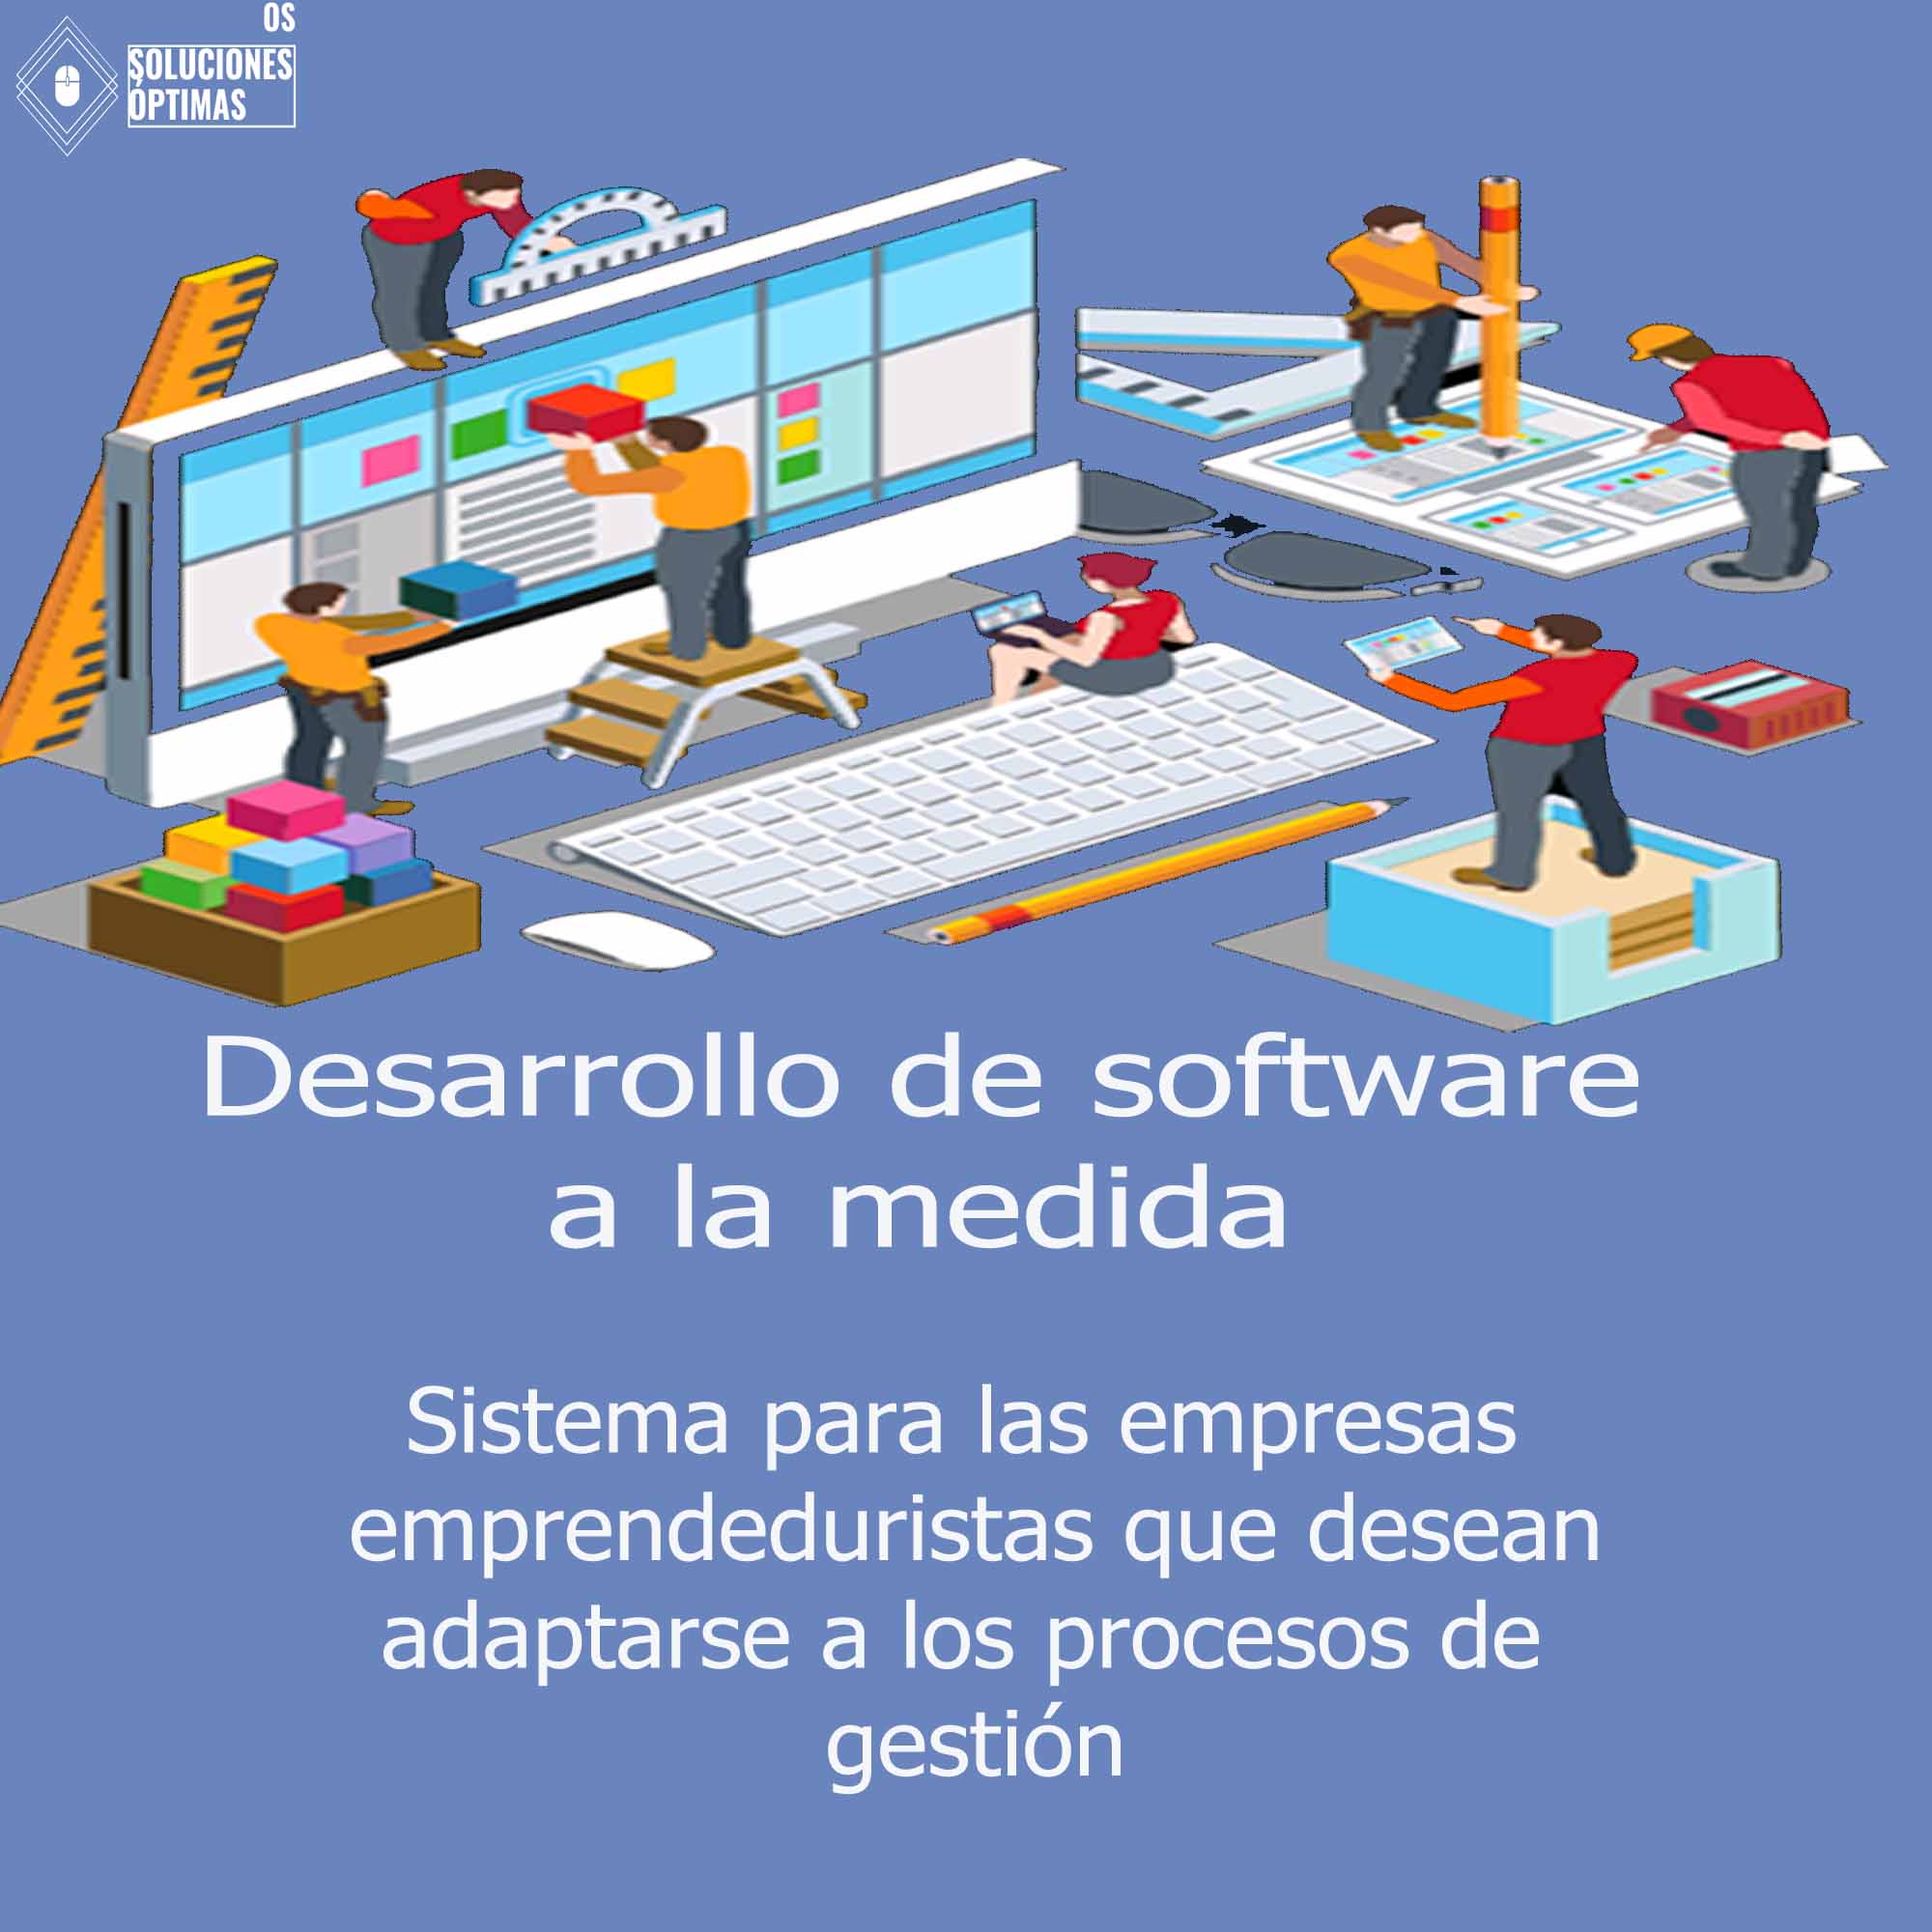 OS
SOLUCIONES
ÓPTIMAS
Desarrollo de software
a la medida
Sistema para las empresas
emprendeduristas que desean
adaptarse a los procesos de
gestión